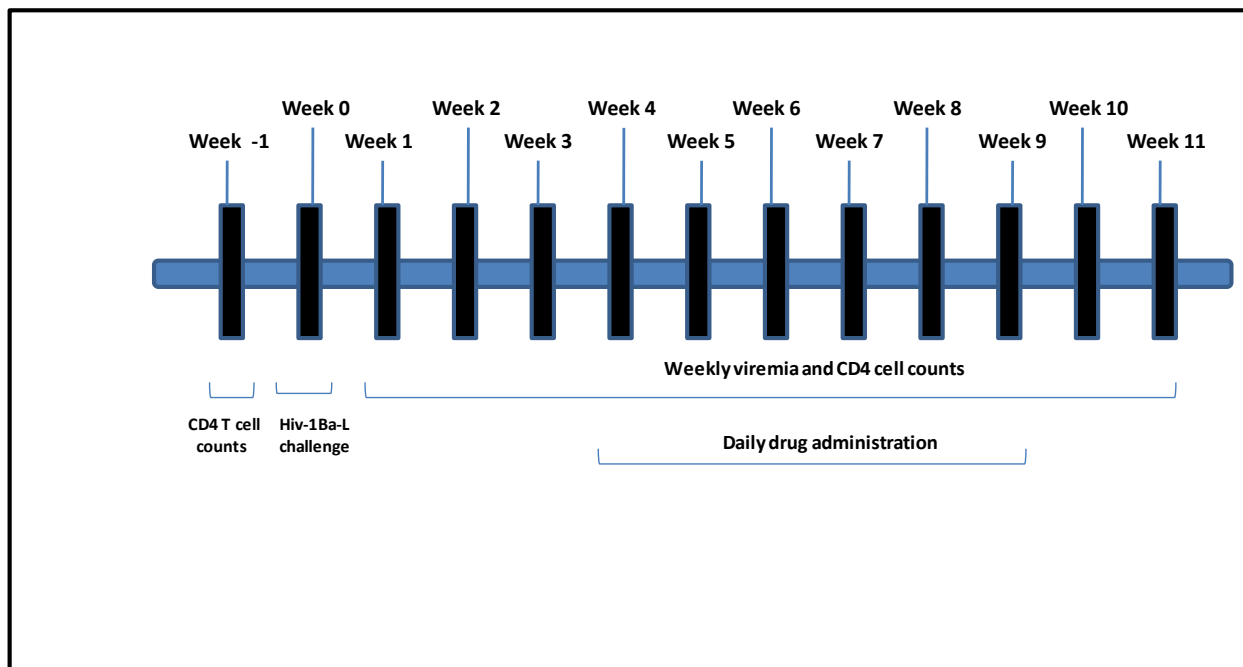 Week 0
Week 2
Week 4
Week 6
Week 8
Week 10
Week -1
Week 1
Week 3
Week 5
Week 7
Week 9
Week 11
Weekly viremia and CD4 cell counts
CD4 T cell
counts
Hiv-1Ba-L
challenge
Daily drug administration